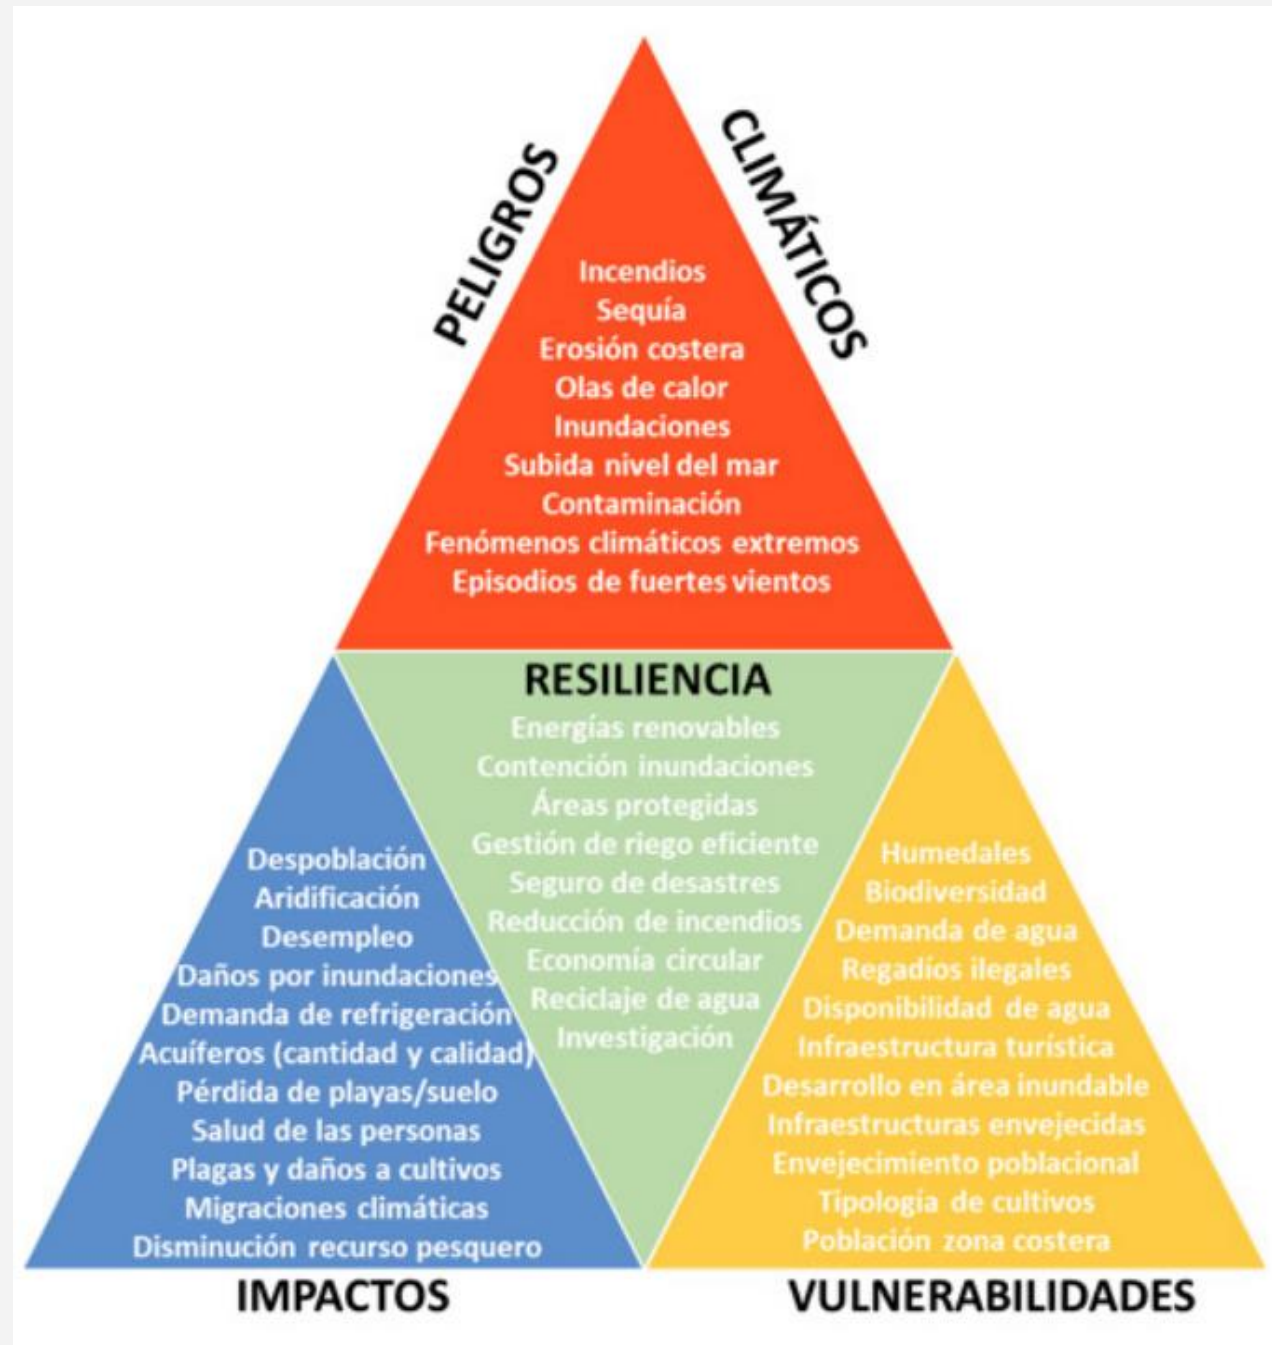 PELIGROS
CLIMÁTICOS
Incendios
Sequía
Erosión costera
Olas de calor
Inundaciones
Subida nivel del mar
Contaminación
Fenómenos climáticos extremos
Episodios de fuertes vientos
RESILIENCIA
Energías renovables
Contención inundaciones
Áreas protegidas
Gestión de riego eficiente
Seguro de desastres
Reducción de incendios
Economía circular
Reciclaje de agua
Investigación
Despoblación
Aridificación
Desempleo
Daños por inundaciones
Demanda de refrigeración
Acuíferos (cantidad y calidad)
Pérdida de playas/suelo
Salud de las personas
Plagas y daños a cultivos
Migraciones climáticas
Disminución recurso pesquero
IMPACTOS
Humedales
Biodiversidad
Demanda de agua
Regadíos ilegales
Disponibilidad de agua
Infraestructura turística
Desarrollo en área inundable
Infraestructuras envejecidas
Envejecimiento poblacional
Tipología de cultivos
Población zona costera
VULNERABILIDADES